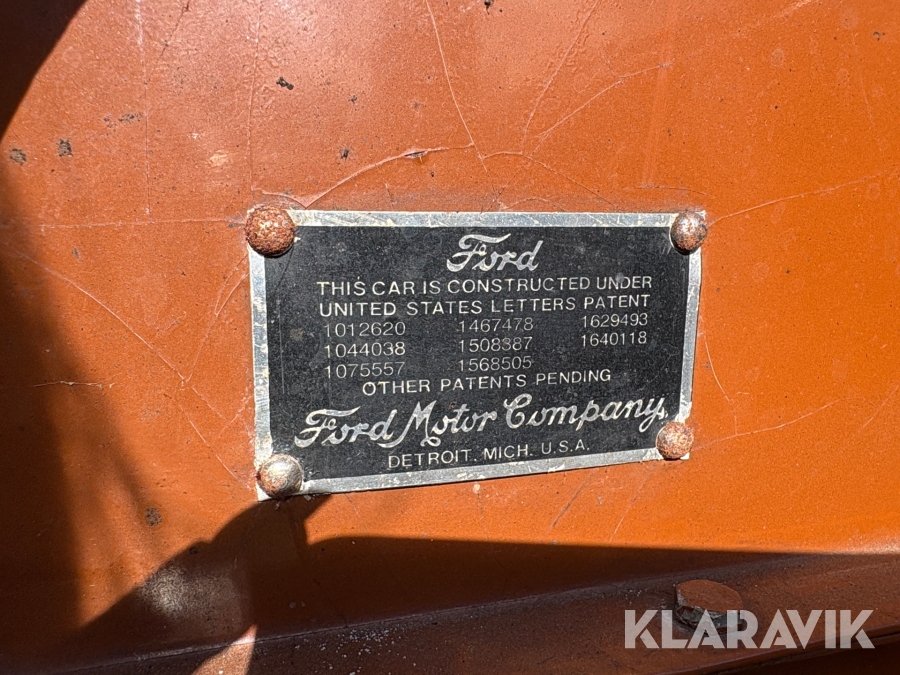 Ford
THIS CAR IS CONSTRUCTED UNDER
UNITED STATES LETTERS PATENT
1012620 1467478 1629493
1044038 1508387 1640118
1075557 1568505
OTHER PATENTS PENDING
Ford Motor Company,
DETROIT, MICH. U.S.A.
KLARAVIK